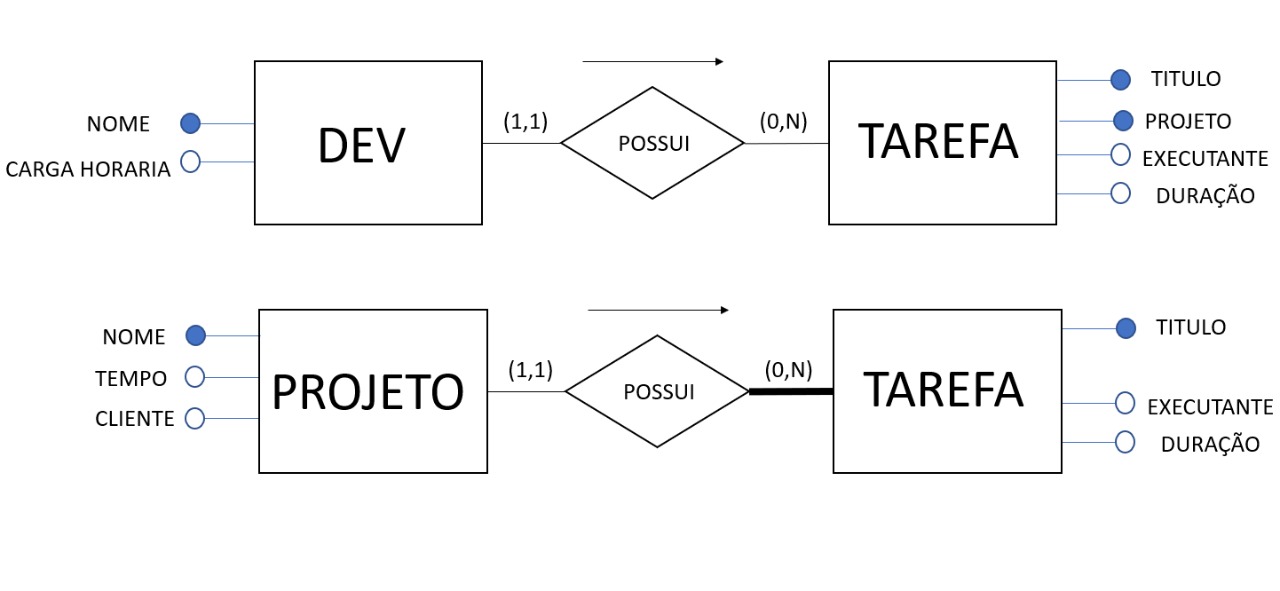 NOME
CARGA HORARIA
DEV
(1,1)
POSSUI
(0,N)
TAREFA
TITULO
PROJETO
EXECUTANTE
DURAÇÃO
NOME
TEMPO
CLIENTE
PROJETO
(1,1)
POSSUI
(0,N)
TAREFA
TITULO
EXECUTANTE
DURAÇÃO